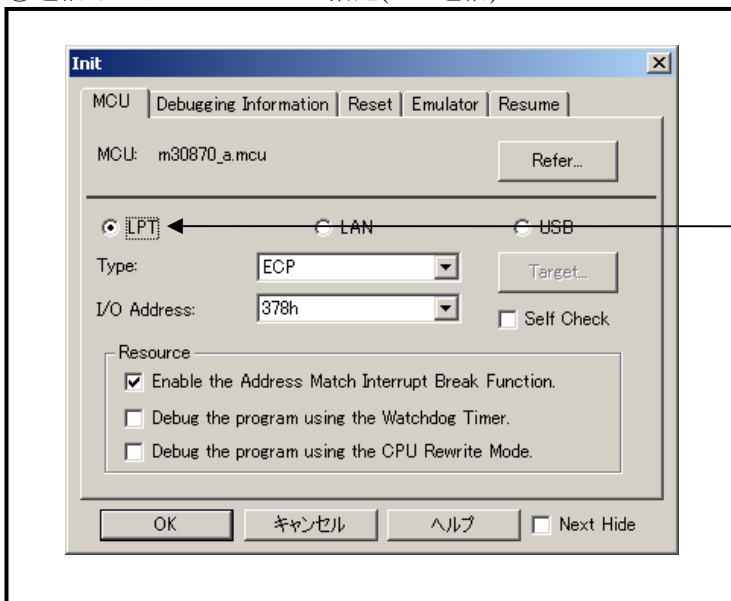 Init
MCU Debugging Information Reset Emulator Resume
MCU: m30870_a.mcu Refer...
LPT LAN USB
Type: ECP Target...
I/O Address: 378h Self Check
Resource
Enable the Address Match Interrupt Break Function.
Debug the program using the Watchdog Timer.
Debug the program using the CPU Rewrite Mode.
OK キャンセル ヘルプ Next Hide